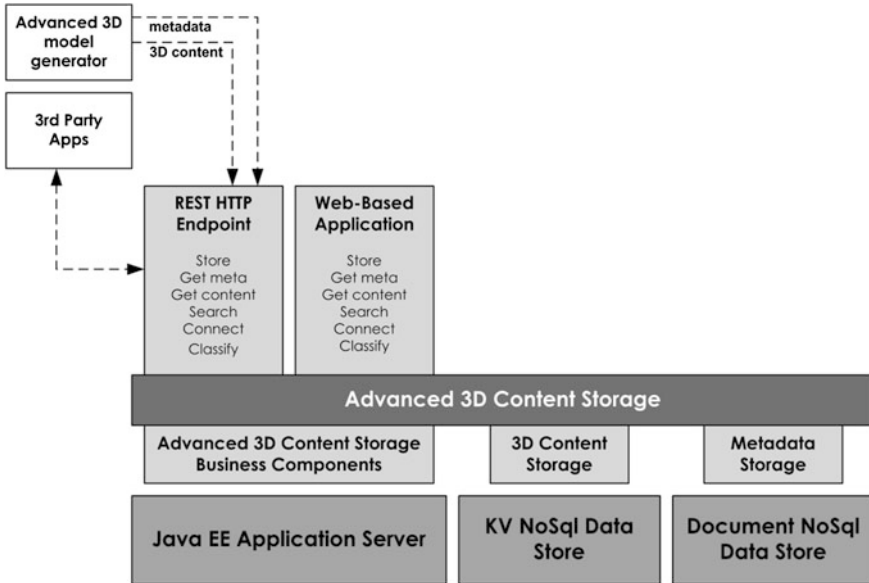 Advanced 3D
model
generator
metadata
3D content
3rd Party
Apps
REST HTTP
Endpoint
Store
Get meta
Get content
Search
Connect
Classify
Web-Based
Application
Store
Get meta
Get content
Search
Connect
Classify
Advanced 3D Content Storage
Advanced 3D Content Storage
Business Components
3D Content
Storage
Metadata
Storage
Java EE Application Server
KV NoSql Data
Store
Document NoSql
Data Store